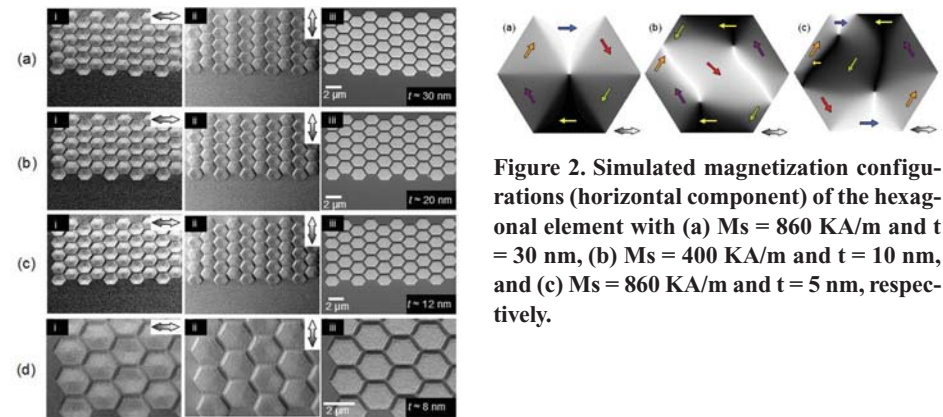 i
ii
iii
(a)
2 μm
t ≈ 30 nm
i
ii
iii
(b)
2 μm
t ≈ 20 nm
i
ii
iii
(c)
2 μm
t ≈ 12 nm
i
ii
iii
(d)
2 μm
t ≈ 8 nm
(a)
(b)
(c)
Figure 2. Simulated magnetization configu-
rations (horizontal component) of the hexag-
onal element with (a) Ms = 860 KA/m and t
= 30 nm, (b) Ms = 400 KA/m and t = 10 nm,
and (c) Ms = 860 KA/m and t = 5 nm, respec-
tively.